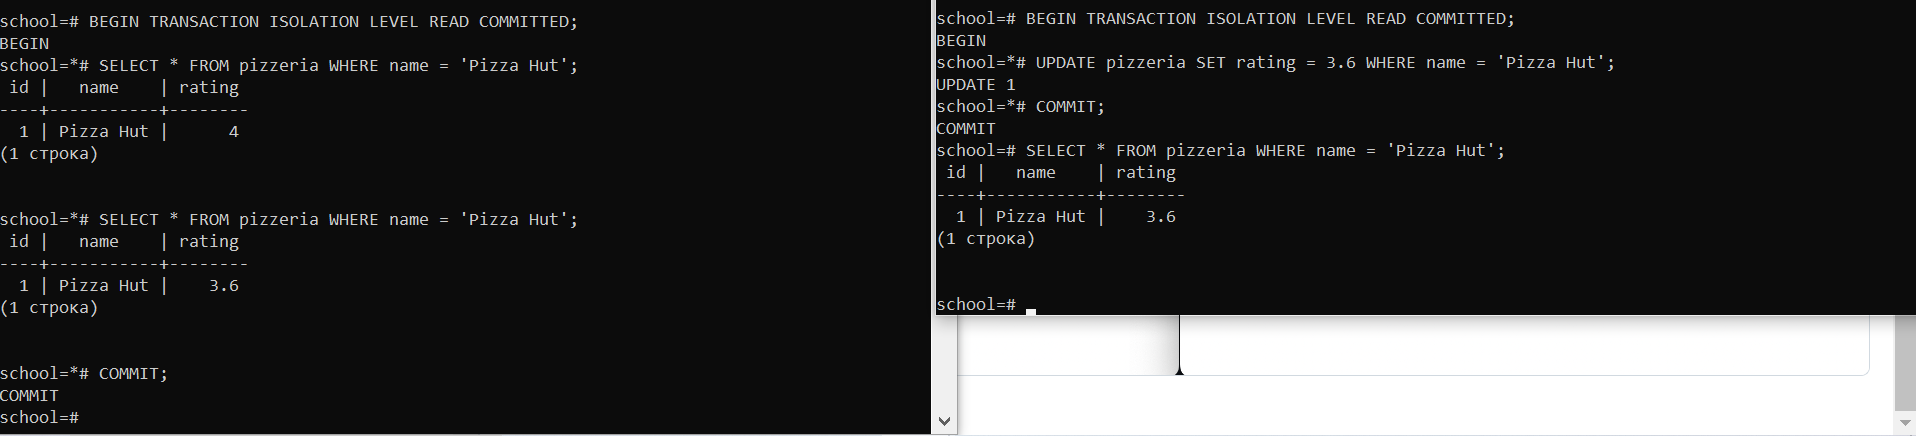 school=# BEGIN TRANSACTION ISOLATION LEVEL READ COMMITTED;
BEGIN
school=*# SELECT * FROM pizzeria WHERE name = 'Pizza Hut';
 id |   name    | rating
----+-----------+--------
  1 | Pizza Hut |      4
(1 строка)
school=*# SELECT * FROM pizzeria WHERE name = 'Pizza Hut';
 id |   name    | rating
----+-----------+--------
  1 | Pizza Hut |    3.6
(1 строка)
school=*# COMMIT;
COMMIT
school=#
school=# BEGIN TRANSACTION ISOLATION LEVEL READ COMMITTED;
BEGIN
school=*# UPDATE pizzeria SET rating = 3.6 WHERE name = 'Pizza Hut';
UPDATE 1
school=*# COMMIT;
COMMIT
school=# SELECT * FROM pizzeria WHERE name = 'Pizza Hut';
 id |   name    | rating
----+-----------+--------
  1 | Pizza Hut |    3.6
(1 строка)
school=#